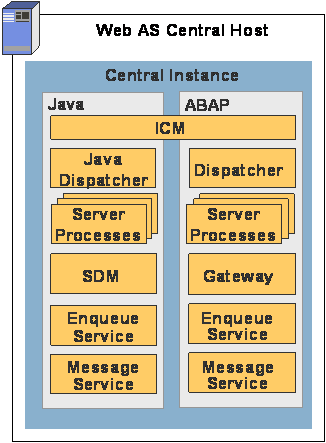 Web AS Central Host
Central Instance
Java
ABAP
ICM
Java
Dispatcher
Dispatcher
Server
Processes
Server
Processes
SDM
Gateway
Enqueue
Service
Enqueue
Service
Message
Service
Message
Service